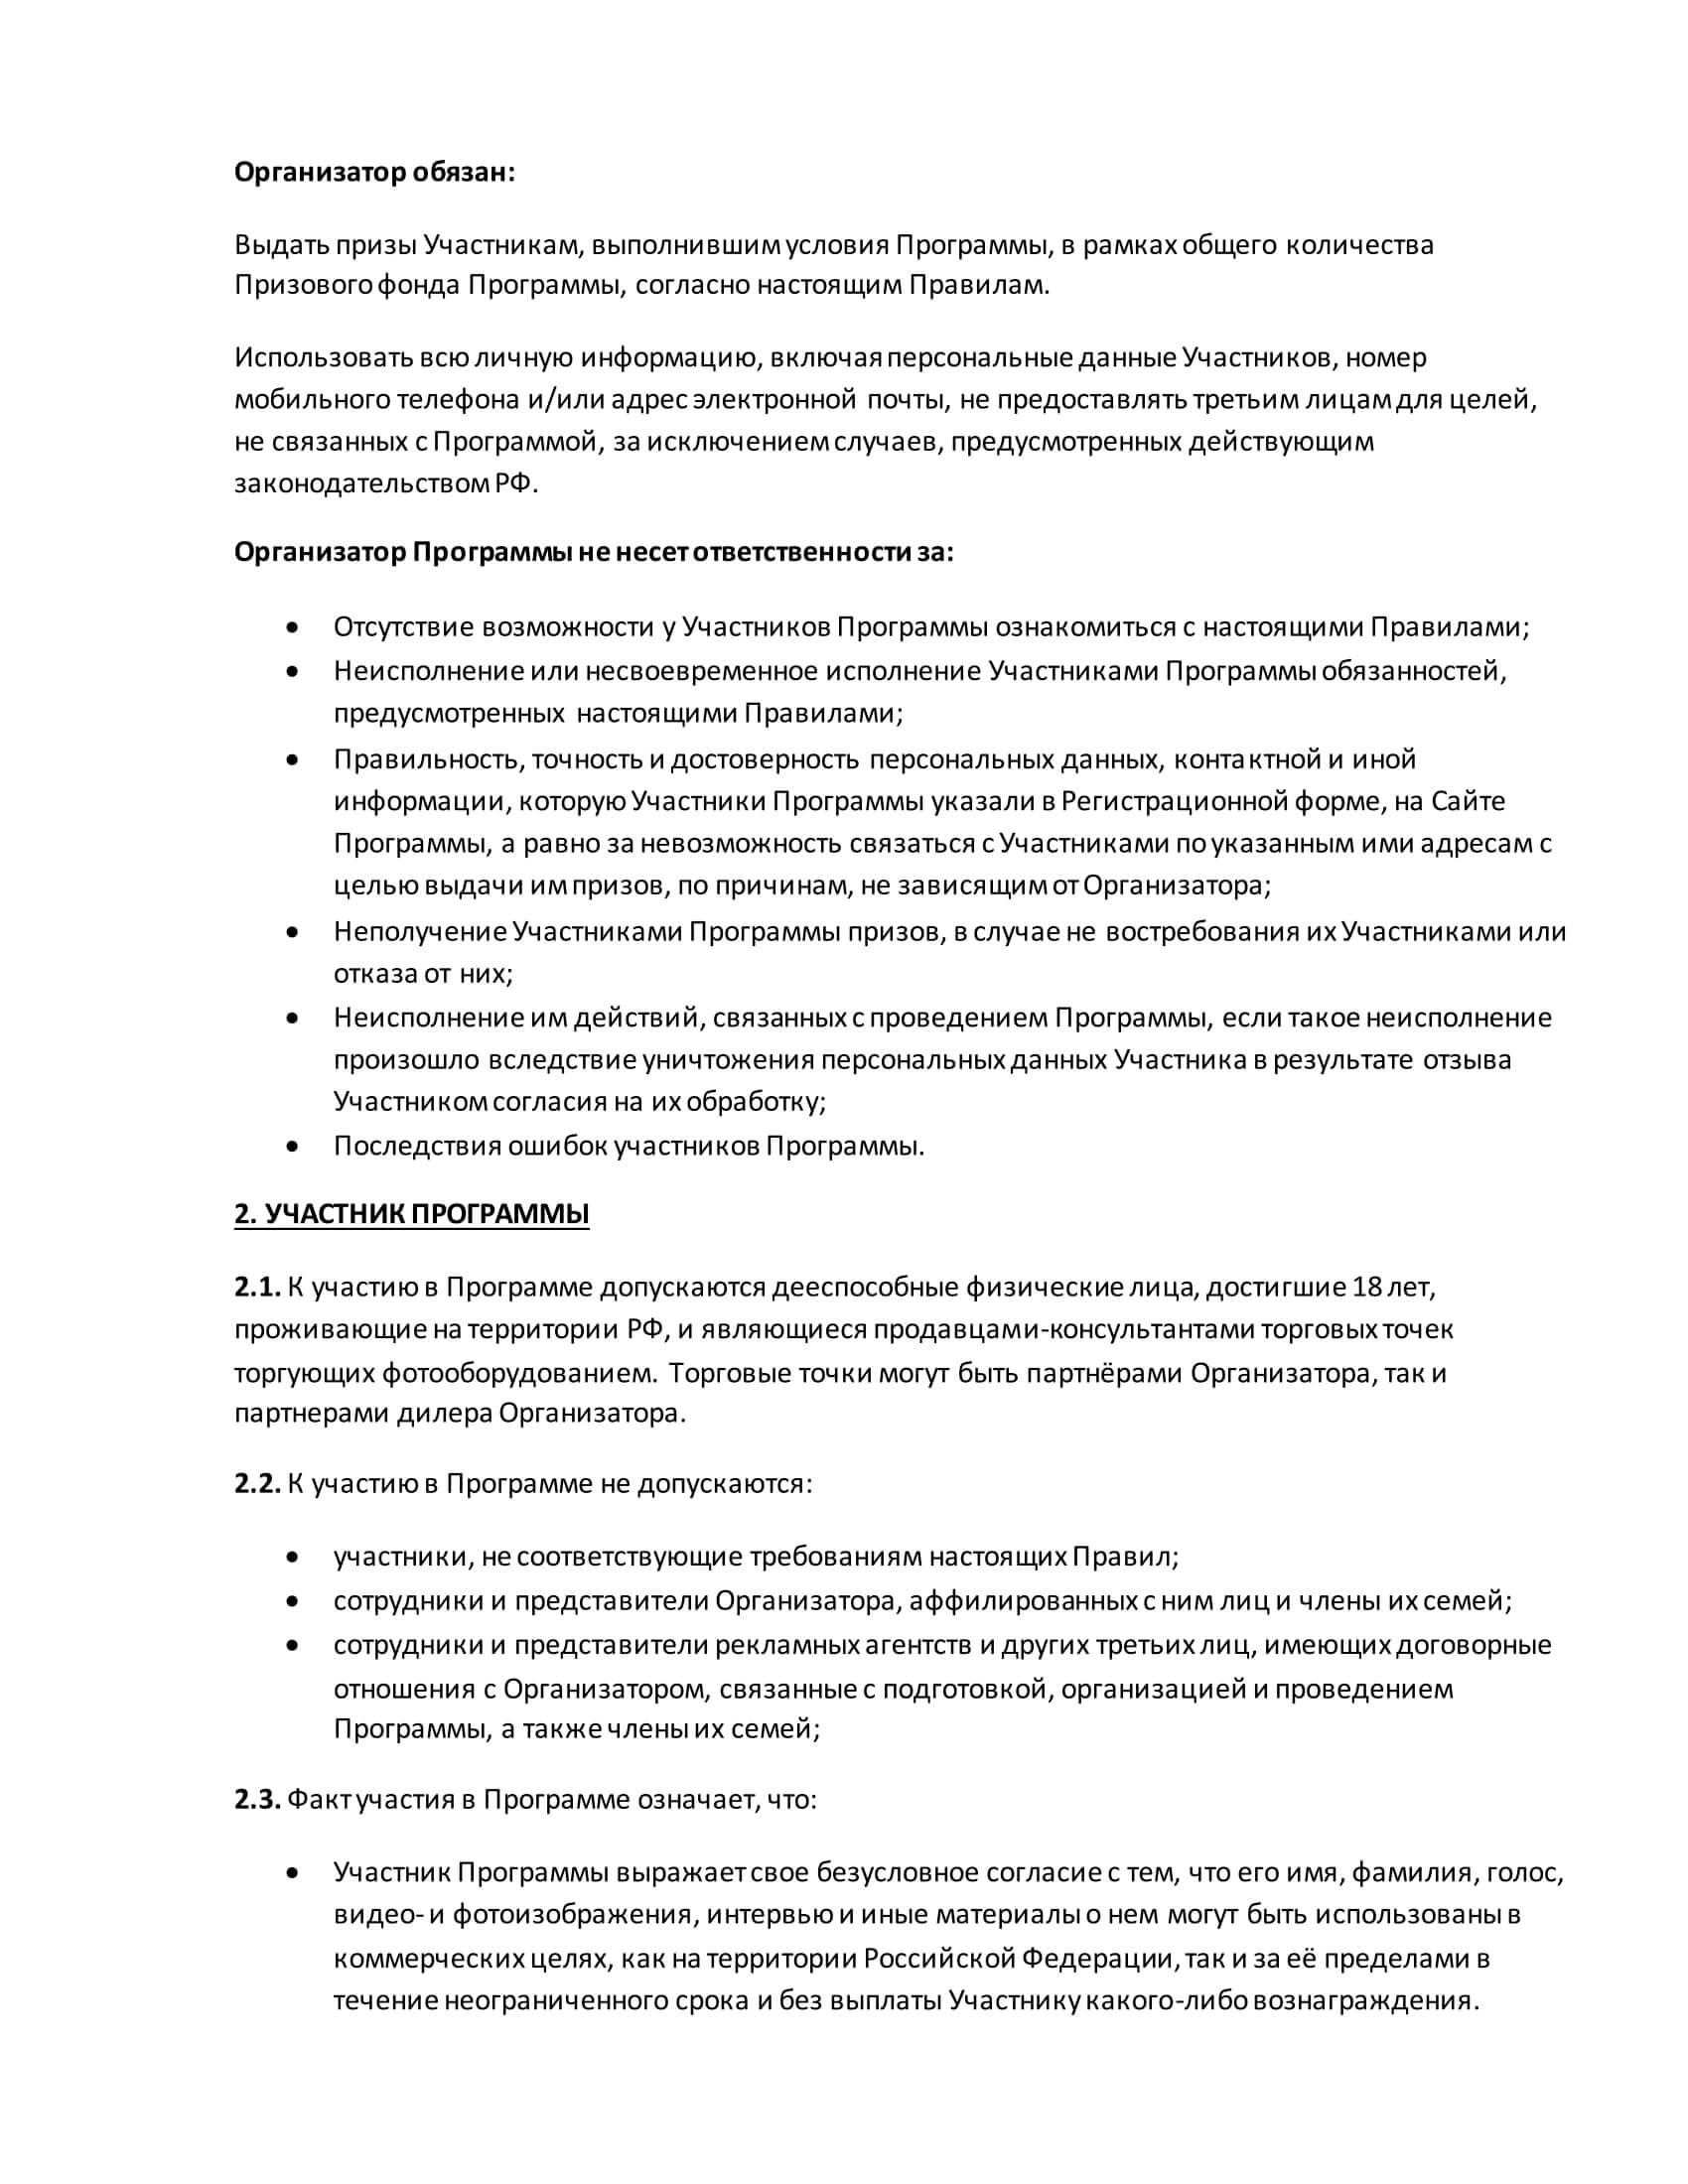 Организатор обязан:
Выдать призы Участникам, выполнившим условия Программы, в рамках общего количества
Призового фонда Программы, согласно настоящим Правилам.
Использовать всю личную информацию, включая персональные данные Участников, номер
мобильного телефона и/или адрес электронной почты, не предоставлять третьим лицам для целей,
не связанных с Программой, за исключением случаев, предусмотренных действующим
законодательством РФ.
Организатор Программы не несет ответственности за:
• Отсутствие возможности у Участников Программы ознакомиться с настоящими Правилами;
• Неисполнение или несвоевременное исполнение Участниками Программы обязанностей,
предусмотренных настоящими Правилами;
• Правильность, точность и достоверность персональных данных, контактной и иной
информации, которую Участники Программы указали в Регистрационной форме, на Сайте
Программы, а равно за невозможность связаться с Участниками по указанным ими адресам с
целью выдачи им призов, по причинам, не зависящим от Организатора;
• Неполучение Участниками Программы призов, в случае не востребования их Участниками или
отказа от них;
• Неисполнение им действий, связанных с проведением Программы, если такое неисполнение
произошло вследствие уничтожения персональных данных Участника в результате отзыва
Участником согласия на их обработку;
• Последствия ошибок участников Программы.
2. УЧАСТНИК ПРОГРАММЫ
2.1. К участию в Программе допускаются дееспособные физические лица, достигшие 18 лет,
проживающие на территории РФ, и являющиеся продавцами-консультантами торговых точек
торгующих фотооборудованием. Торговые точки могут быть партнёрами Организатора, так и
партнерами дилера Организатора.
2.2. К участию в Программе не допускаются:
• участники, не соответствующие требованиям настоящих Правил;
• сотрудники и представители Организатора, аффилированных с ним лиц и члены их семей;
• сотрудники и представители рекламных агентств и других третьих лиц, имеющих договорные
отношения с Организатором, связанные с подготовкой, организацией и проведением
Программы, а также члены их семей;
2.3. Факт участия в Программе означает, что:
• Участник Программы выражает свое безусловное согласие с тем, что его имя, фамилия, голос,
видео- и фотоизображения, интервью и иные материалы о нем могут быть использованы в
коммерческих целях, как на территории Российской Федерации, так и за её пределами в
течение неограниченного срока и без выплаты Участнику какого-либо вознаграждения.